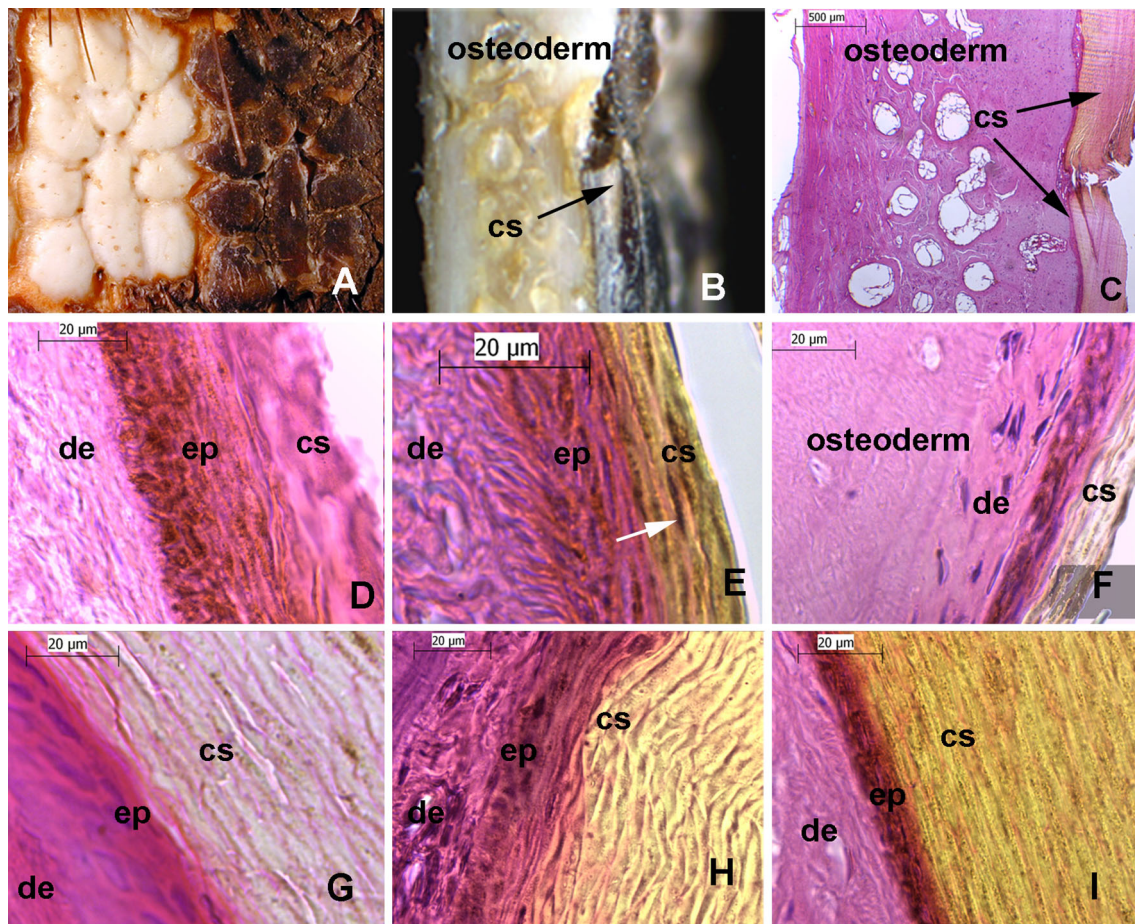 A
osteoderm
cs
B
500 µm
osteoderm
cs
C
20 µm
de
ep
cs
D
20 µm
de
ep
cs
E
20 µm
osteoderm
de
cs
F
20 µm
cs
ep
de
G
20 µm
cs
ep
de
H
20 µm
cs
ep
de
I